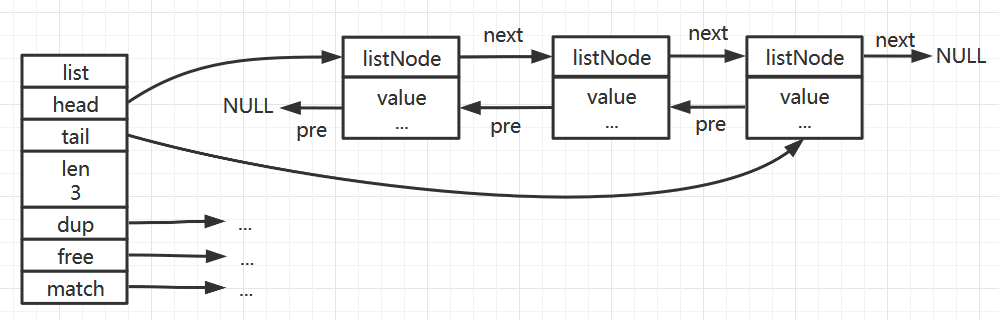 list
head
tail
len
3
dup
free
match
...
...
...
NULL
pre
listNode
value
...
next
pre
listNode
value
...
next
pre
listNode
value
...
next
NULL